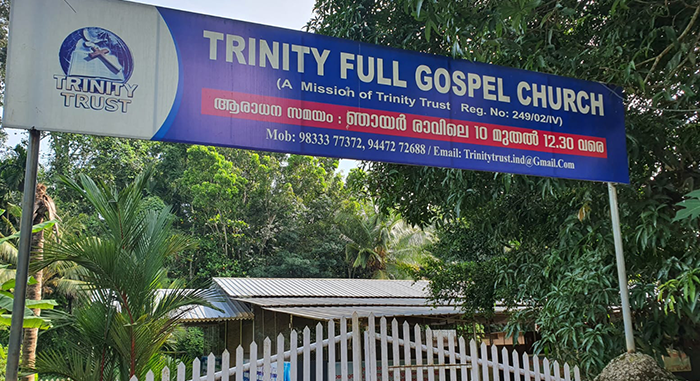 TRINITY
TRUST
TRINITY FULL GOSPEL CHURCH
(A Mission of Trinity Trust Reg. No: 249/02/IV)
ആരാധന സമയം : ഞായർ രാവിലെ 10 മുതൽ 12.30 വരെ
Mob: 98333 77372, 94472 72688 / Email: Trinitytrust.ind@Gmail.Com